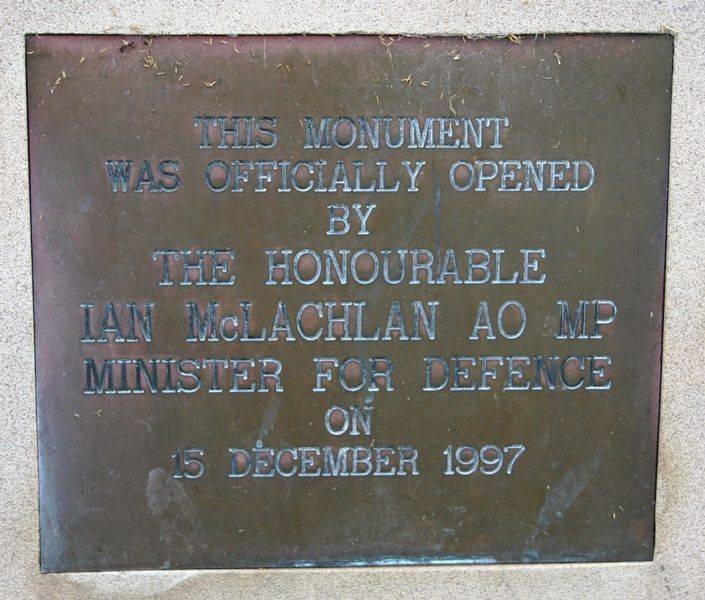 THIS MONUMENT
WAS OFFICIALLY OPENED
BY
THE HONOURABLE
IAN McLACHLAN AO MP
MINISTER FOR DEFENCE
ON
15 DECEMBER 1997